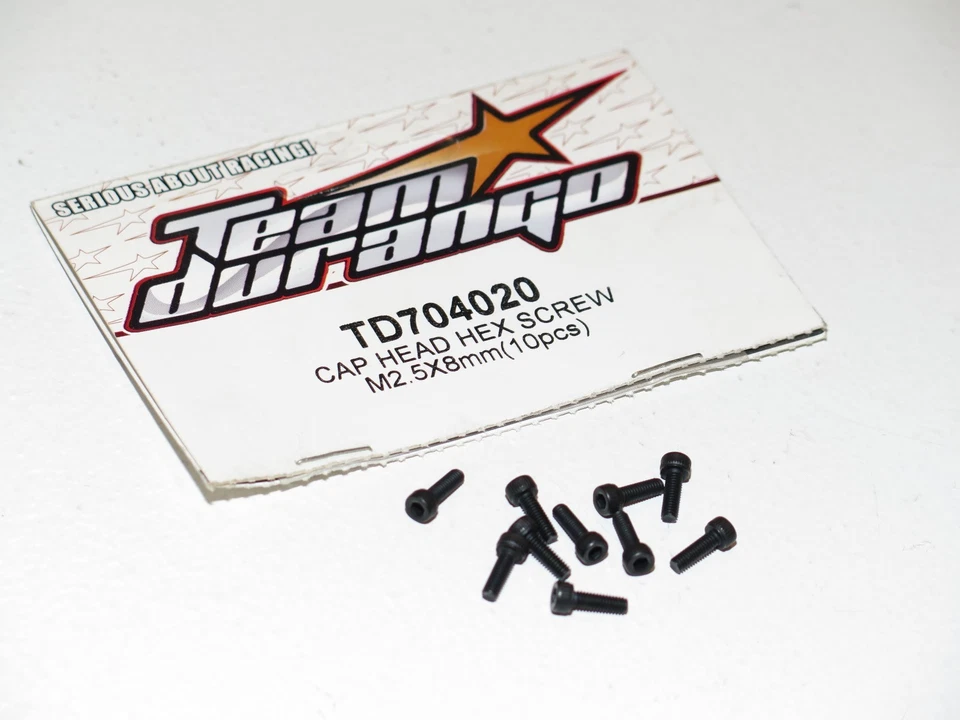 SERIOUS ABOUT RACING!
Team
durango
TD704020
CAP HEAD HEX SCREW
M2.5X8mm(10pcs)